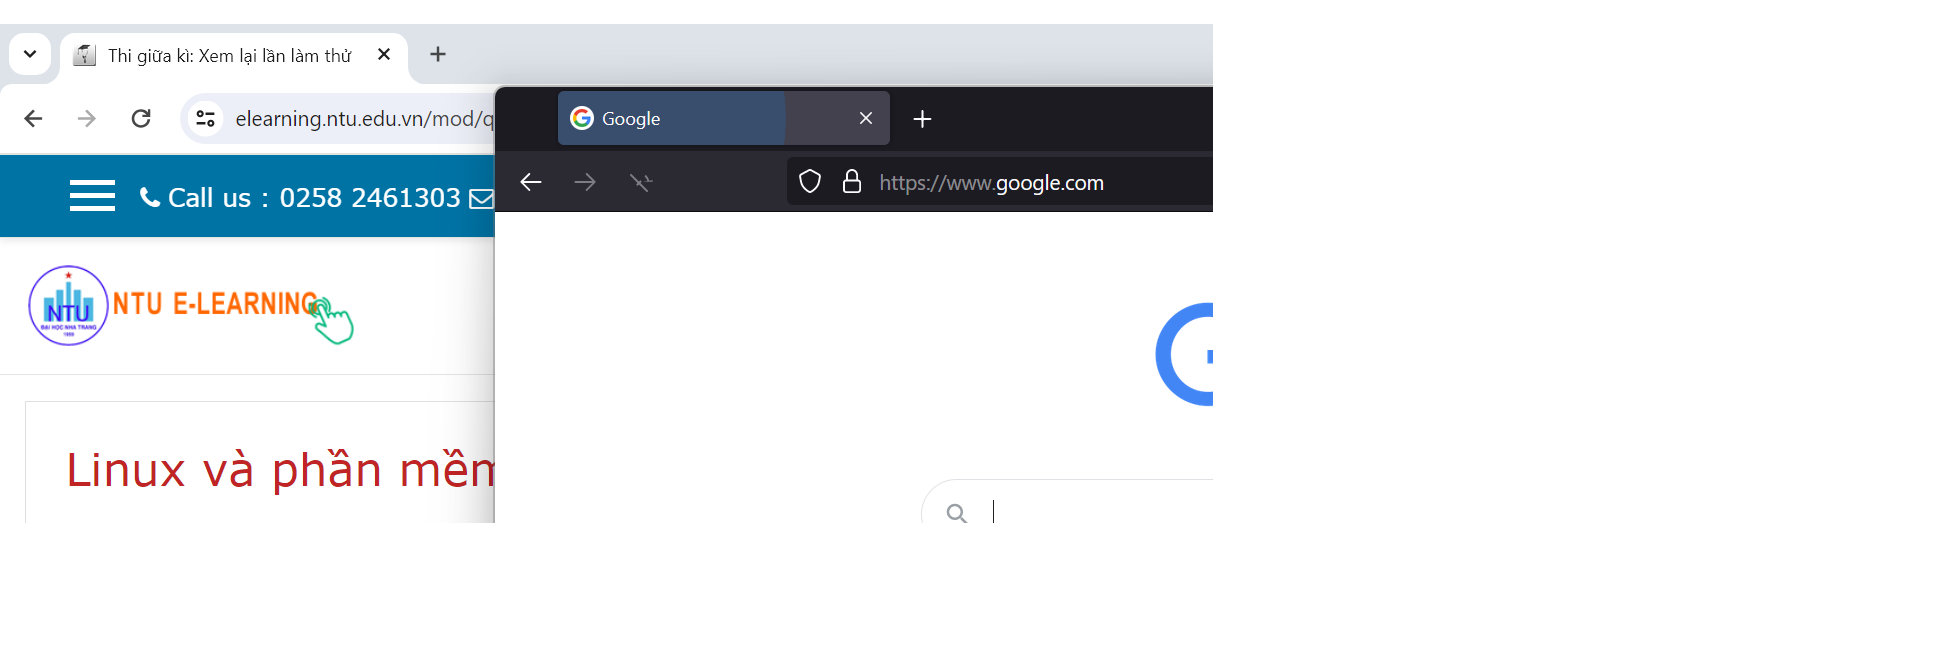 Thi giữa kì: Xem lại lần làm thử
elearning.ntu.edu.vn/mod/q
Call us : 0258 2461303
NTU
ĐẠI HỌC NHA TRANG
1959
NTU E-LEARNING
Linux và phần mềm
Google
https://www.google.com